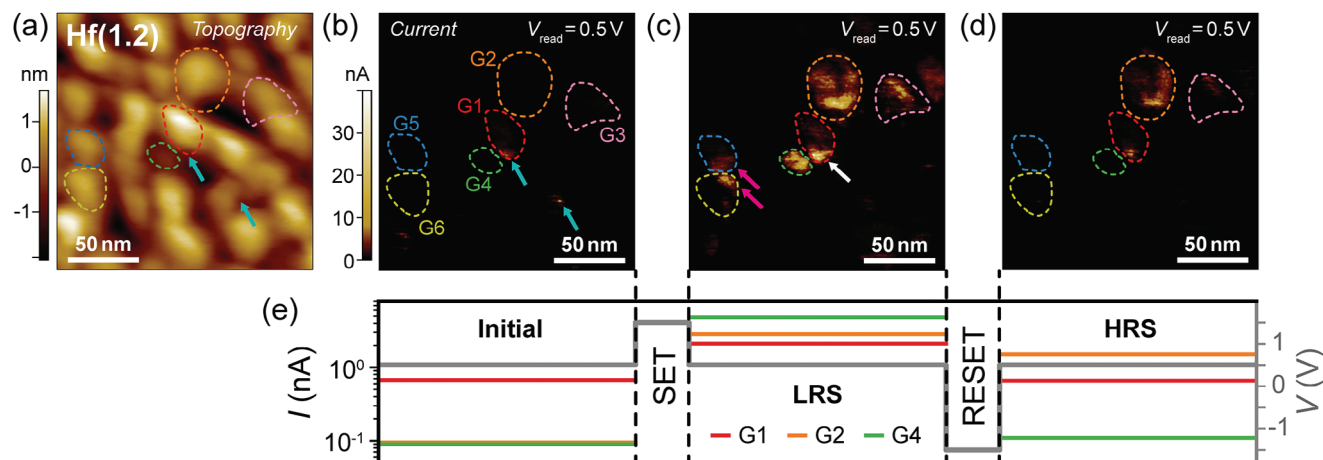 (a)
Hf(1.2)
Topography
nm
1
0
-1
50 nm
(b)
Current
V_read = 0.5 V
nA
30
20
10
0
G2
G1
G3
G5
G4
G6
50 nm
(c)
V_read = 0.5 V
50 nm
(d)
V_read = 0.5 V
50 nm
(e)
I (nA)
10⁰
10⁻¹
Initial
SET
LRS
G1
G2
G4
RESET
HRS
1
0
-1
V (V)